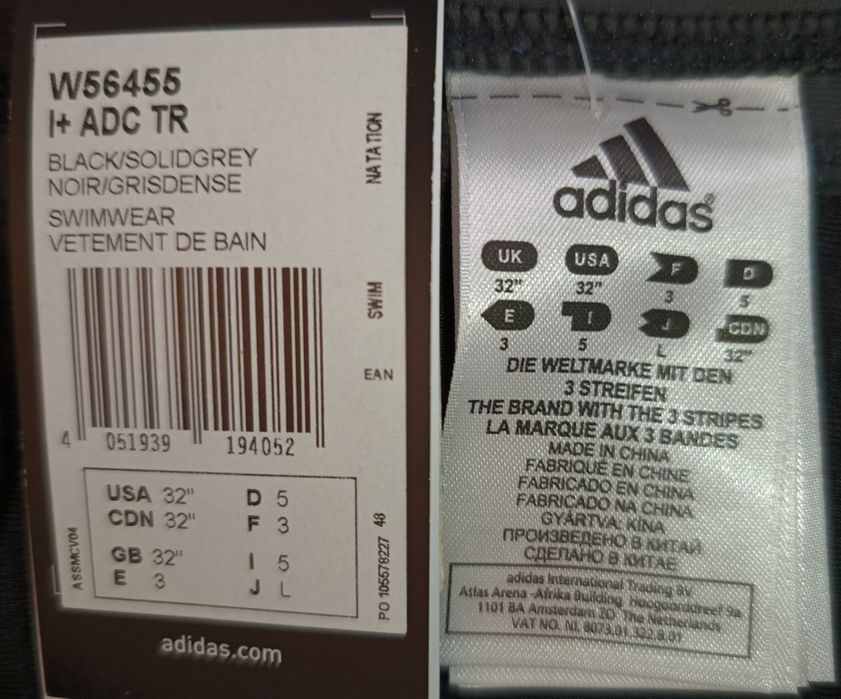 W56455
I+ ADC TR
BLACK/SOLIDGREY
NOIR/GRISDENSE
SWIMWEAR
VETEMENT DE BAIN
NATATION
SWIM
EAN
4 051939 194052
USA 32" D 5
CDN 32" F 3
GB 32" I 5
E 3 J L
ASSMCV04
PO 105578227 48
adidas.com
adidas®
UK USA F D
32" 32" 3 5
E I J CDN
3 5 L 32"
DIE WELTMARKE MIT DEN
3 STREIFEN
THE BRAND WITH THE 3 STRIPES
LA MARQUE AUX 3 BANDES
MADE IN CHINA
FABRIQUÉ EN CHINE
FABRICADO EN CHINA
FABRICADO NA CHINA
GYÁRTVA: KÍNA
ПРОИЗВЕДЕНО В КИТАЙ
СДЕЛАНО В КИТАЕ
adidas International Trading BV
Atlas Arena -Afrika Building Hoogoorddreef 9a
1101 BA Amsterdam ZO The Netherlands
VAT NO. NL 8073.01.322.B.01